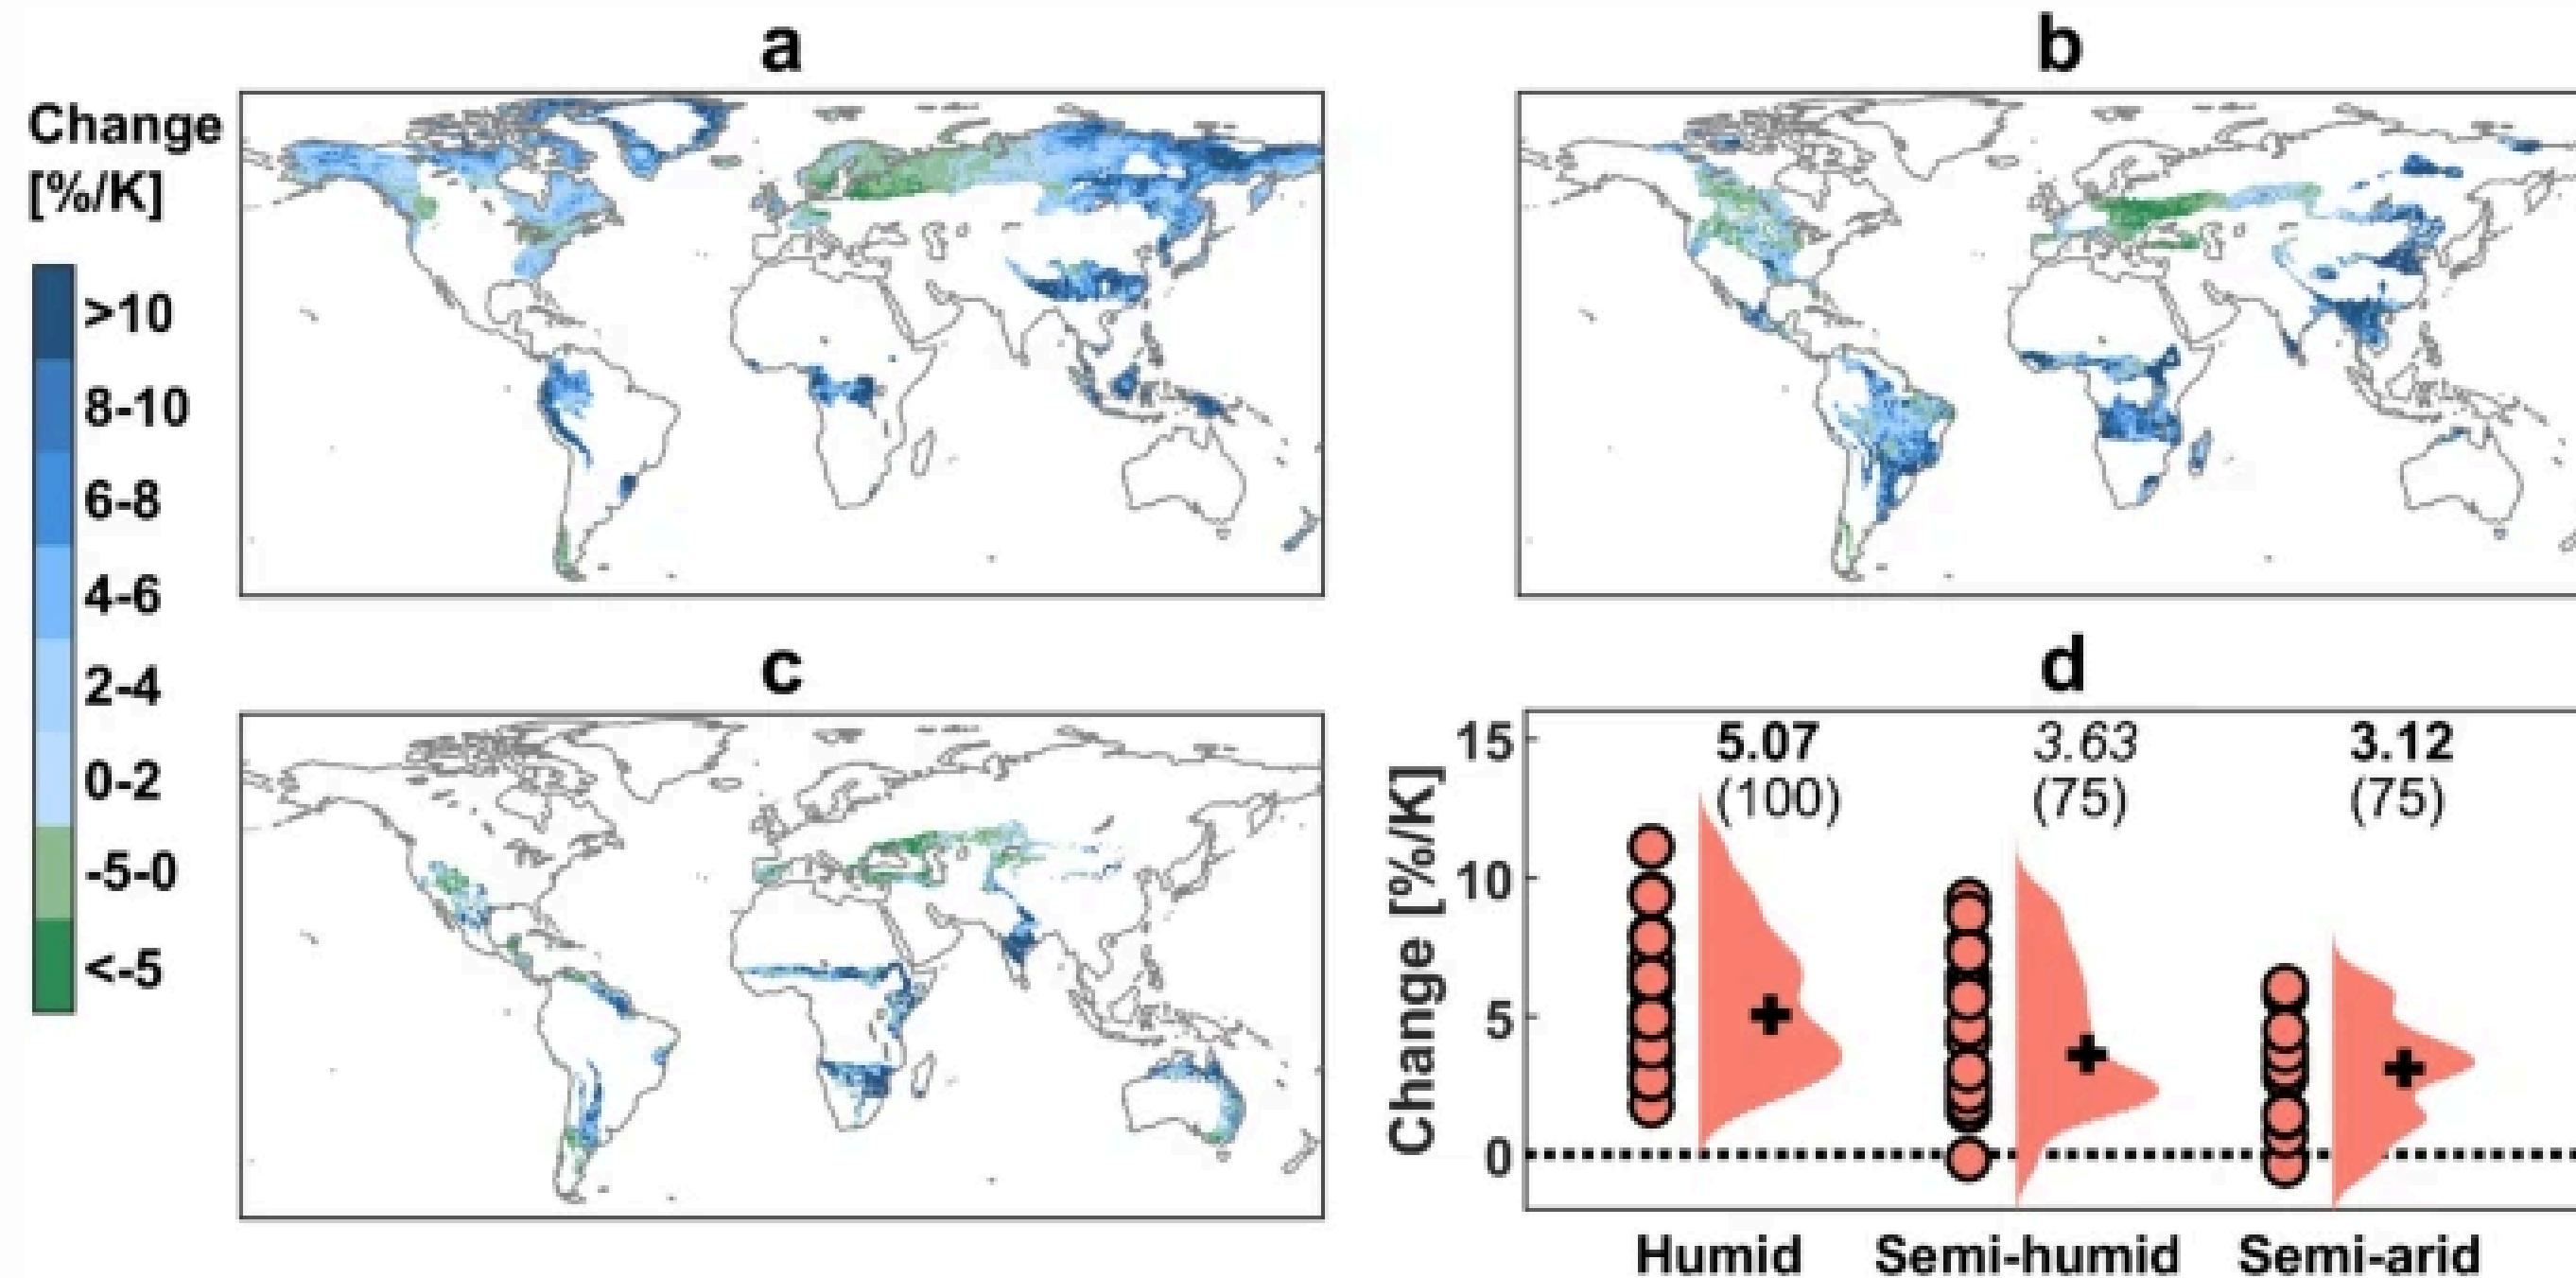 a
b
Change
[%/K]
>10
8-10
6-8
4-6
2-4
0-2
-5-0
<-5
c
d
Change [%/K]
15
10
5
0
5.07
(100)
3.63
(75)
3.12
(75)
Humid
Semi-humid
Semi-arid